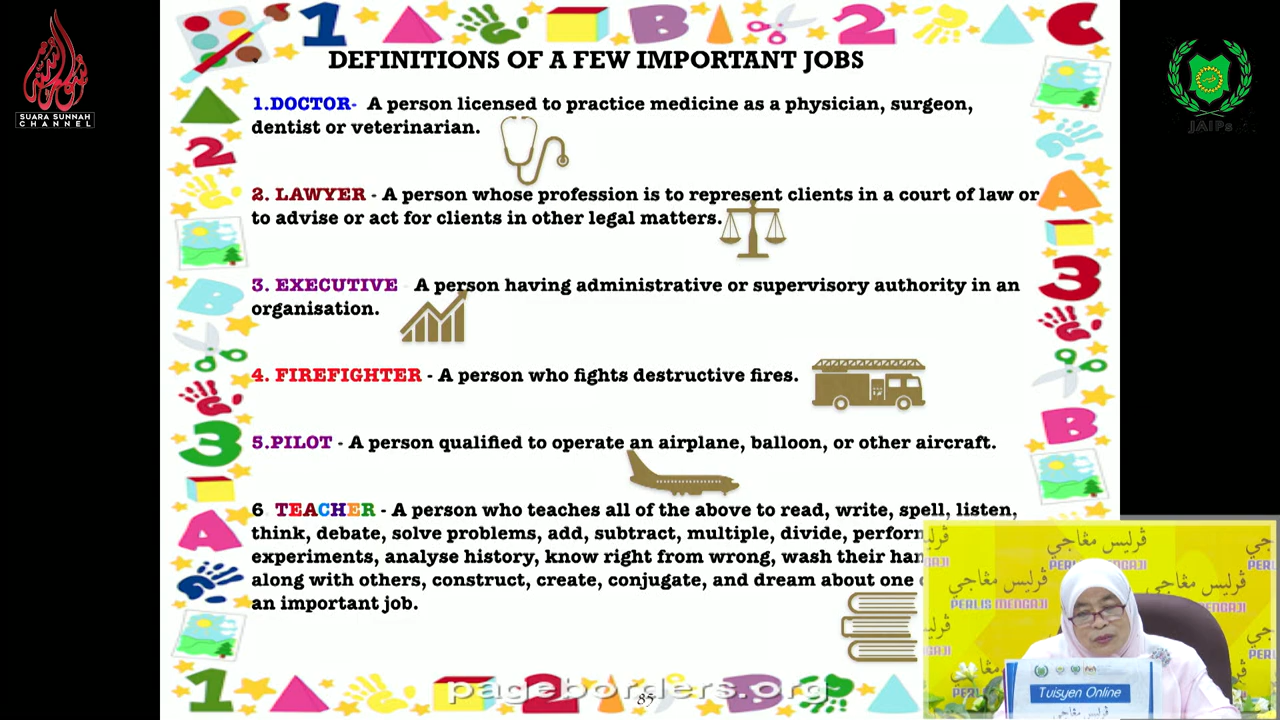 DEFINITIONS OF A FEW IMPORTANT JOBS
1.DOCTOR- A person licensed to practice medicine as a physician, surgeon,
dentist or veterinarian.
2. LAWYER - A person whose profession is to represent clients in a court of law or
to advise or act for clients in other legal matters.
3. EXECUTIVE A person having administrative or supervisory authority in an
organisation.
4. FIREFIGHTER - A person who fights destructive fires.
5.PILOT - A person qualified to operate an airplane, balloon, or other aircraft.
6 TEACHER - A person who teaches all of the above to read, write, spell, listen,
think, debate, solve problems, add, subtract, multiple, divide, perform
experiments, analyse history, know right from wrong, wash their
along with others, construct, create, conjugate, and dream about one
an important job.
pageborders.org
85
SUARA SUNNAH
CHANNEL
JAIPs
ڤرليس مڠاجي
PERLIS MENGAJI
Tuisyen Online
ڤرليس مڠاجي